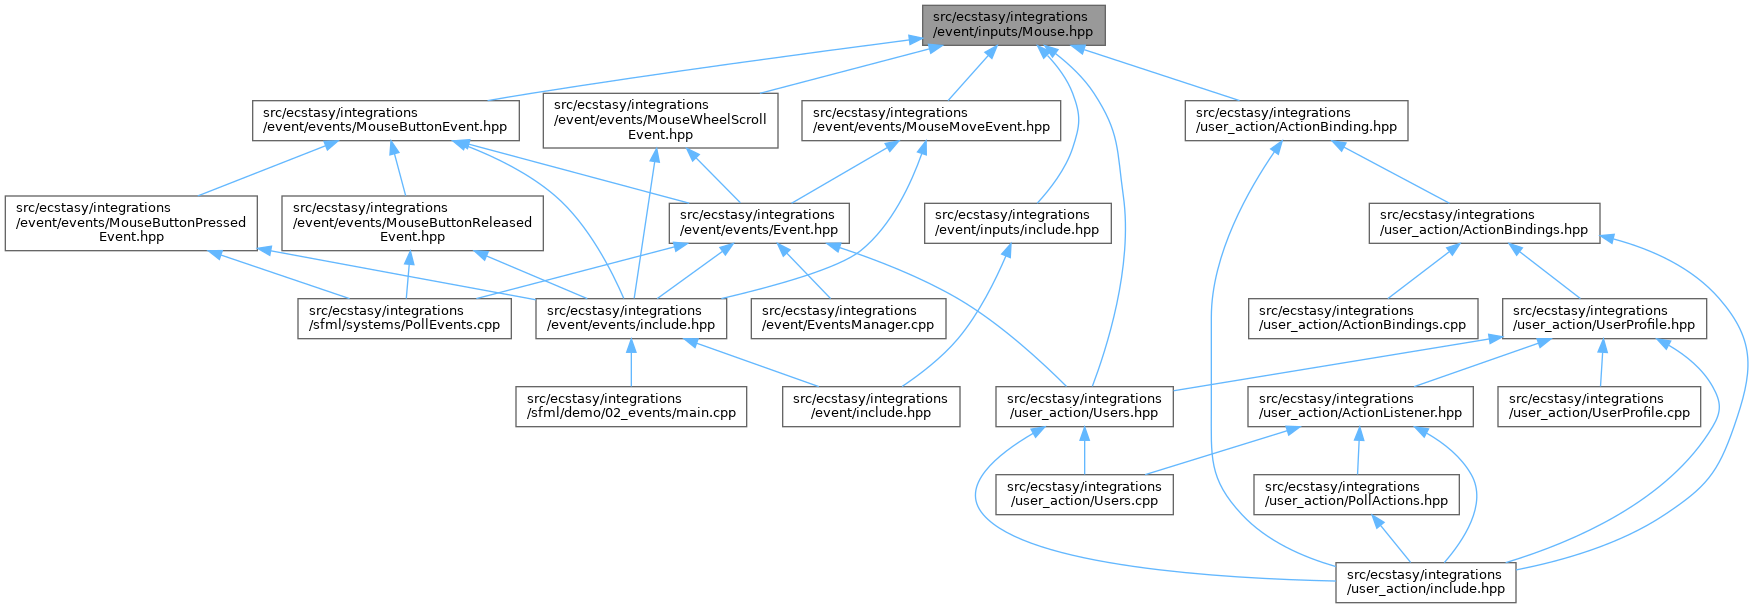 src/ecstasy/integrations
/event/inputs/Mouse.hpp
src/ecstasy/integrations
/event/events/MouseButtonEvent.hpp
src/ecstasy/integrations
/event/events/MouseWheelScroll
Event.hpp
src/ecstasy/integrations
/event/events/MouseMoveEvent.hpp
src/ecstasy/integrations
/user_action/ActionBinding.hpp
src/ecstasy/integrations
/event/events/MouseButtonPressed
Event.hpp
src/ecstasy/integrations
/event/events/MouseButtonReleased
Event.hpp
src/ecstasy/integrations
/event/events/Event.hpp
src/ecstasy/integrations
/event/inputs/include.hpp
src/ecstasy/integrations
/user_action/ActionBindings.hpp
src/ecstasy/integrations
/sfml/systems/PollEvents.cpp
src/ecstasy/integrations
/event/events/include.hpp
src/ecstasy/integrations
/event/EventsManager.cpp
src/ecstasy/integrations
/user_action/ActionBindings.cpp
src/ecstasy/integrations
/user_action/UserProfile.hpp
src/ecstasy/integrations
/sfml/demo/02_events/main.cpp
src/ecstasy/integrations
/event/include.hpp
src/ecstasy/integrations
/user_action/Users.hpp
src/ecstasy/integrations
/user_action/ActionListener.hpp
src/ecstasy/integrations
/user_action/UserProfile.cpp
src/ecstasy/integrations
/user_action/Users.cpp
src/ecstasy/integrations
/user_action/PollActions.hpp
src/ecstasy/integrations
/user_action/include.hpp